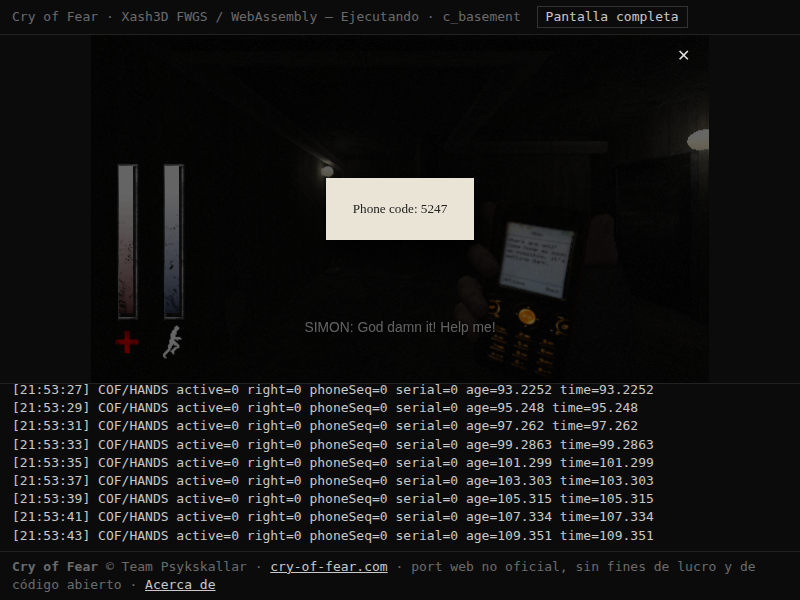 Cry of Fear · Xash3D FWGS / WebAssembly — Ejecutando · c_basement
Pantalla completa
✕
Phone code: 5247
SIMON: God damn it! Help me!
[21:53:27] COF/HANDS active=0 right=0 phoneSeq=0 serial=0 age=93.2252 time=93.2252
[21:53:29] COF/HANDS active=0 right=0 phoneSeq=0 serial=0 age=95.248 time=95.248
[21:53:31] COF/HANDS active=0 right=0 phoneSeq=0 serial=0 age=97.262 time=97.262
[21:53:33] COF/HANDS active=0 right=0 phoneSeq=0 serial=0 age=99.2863 time=99.2863
[21:53:35] COF/HANDS active=0 right=0 phoneSeq=0 serial=0 age=101.299 time=101.299
[21:53:37] COF/HANDS active=0 right=0 phoneSeq=0 serial=0 age=103.303 time=103.303
[21:53:39] COF/HANDS active=0 right=0 phoneSeq=0 serial=0 age=105.315 time=105.315
[21:53:41] COF/HANDS active=0 right=0 phoneSeq=0 serial=0 age=107.334 time=107.334
[21:53:43] COF/HANDS active=0 right=0 phoneSeq=0 serial=0 age=109.351 time=109.351
Cry of Fear © Team Psykskallar · cry-of-fear.com · port web no oficial, sin fines de lucro y de
código abierto · Acerca de